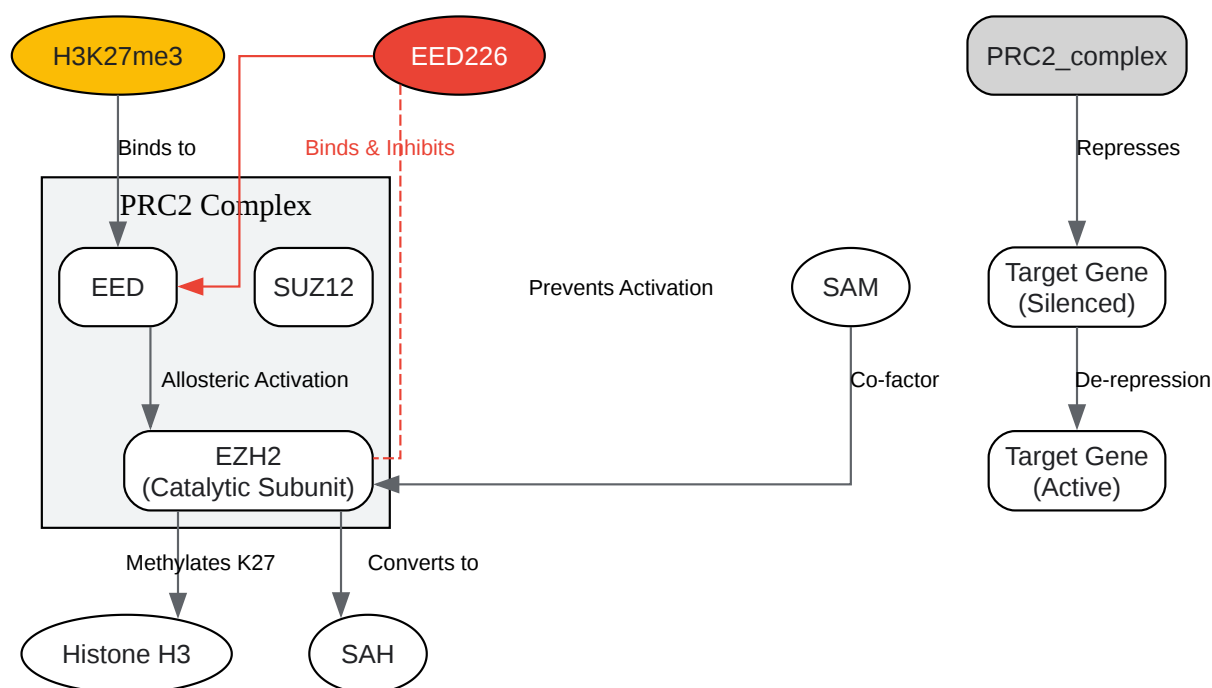 H3K27me3
EED226
PRC2_complex
Binds to
Binds & Inhibits
Represses
PRC2 Complex
EED
SUZ12
Prevents Activation
SAM
Target Gene
(Silenced)
Allosteric Activation
Co-factor
De-repression
EZH2
(Catalytic Subunit)
Target Gene
(Active)
Methylates K27
Converts to
Histone H3
SAH